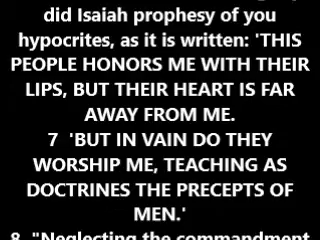 did Isaiah prophesy of you
hypocrites, as it is written: 'THIS
PEOPLE HONORS ME WITH THEIR
LIPS, BUT THEIR HEART IS FAR
AWAY FROM ME.
7 'BUT IN VAIN DO THEY
WORSHIP ME, TEACHING AS
DOCTRINES THE PRECEPTS OF
MEN.'
8 "Neglecting the commandment